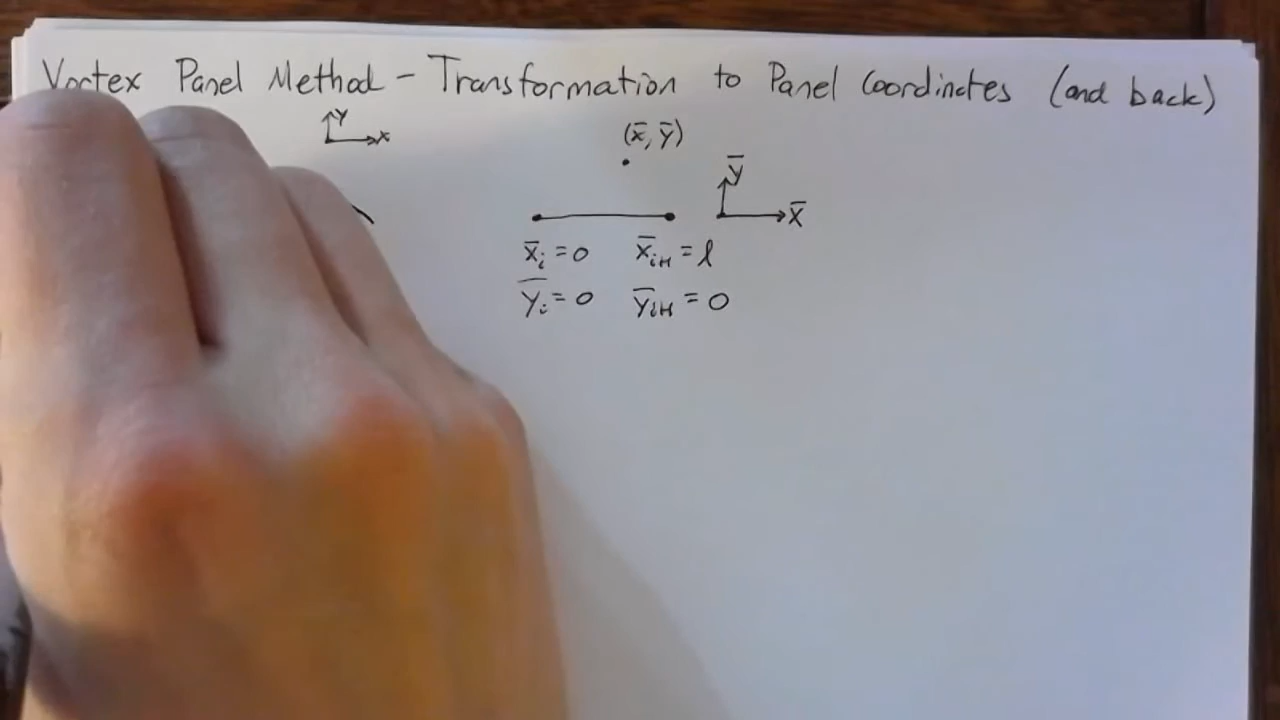 Vortex Panel Method - Transformation to Panel Coordinates (and back)
y
x
(x̄, ȳ)
ȳ
x̄
x̄ᵢ = 0   x̄ᵢ₊₁ = l
ȳᵢ = 0   ȳᵢ₊₁ = 0